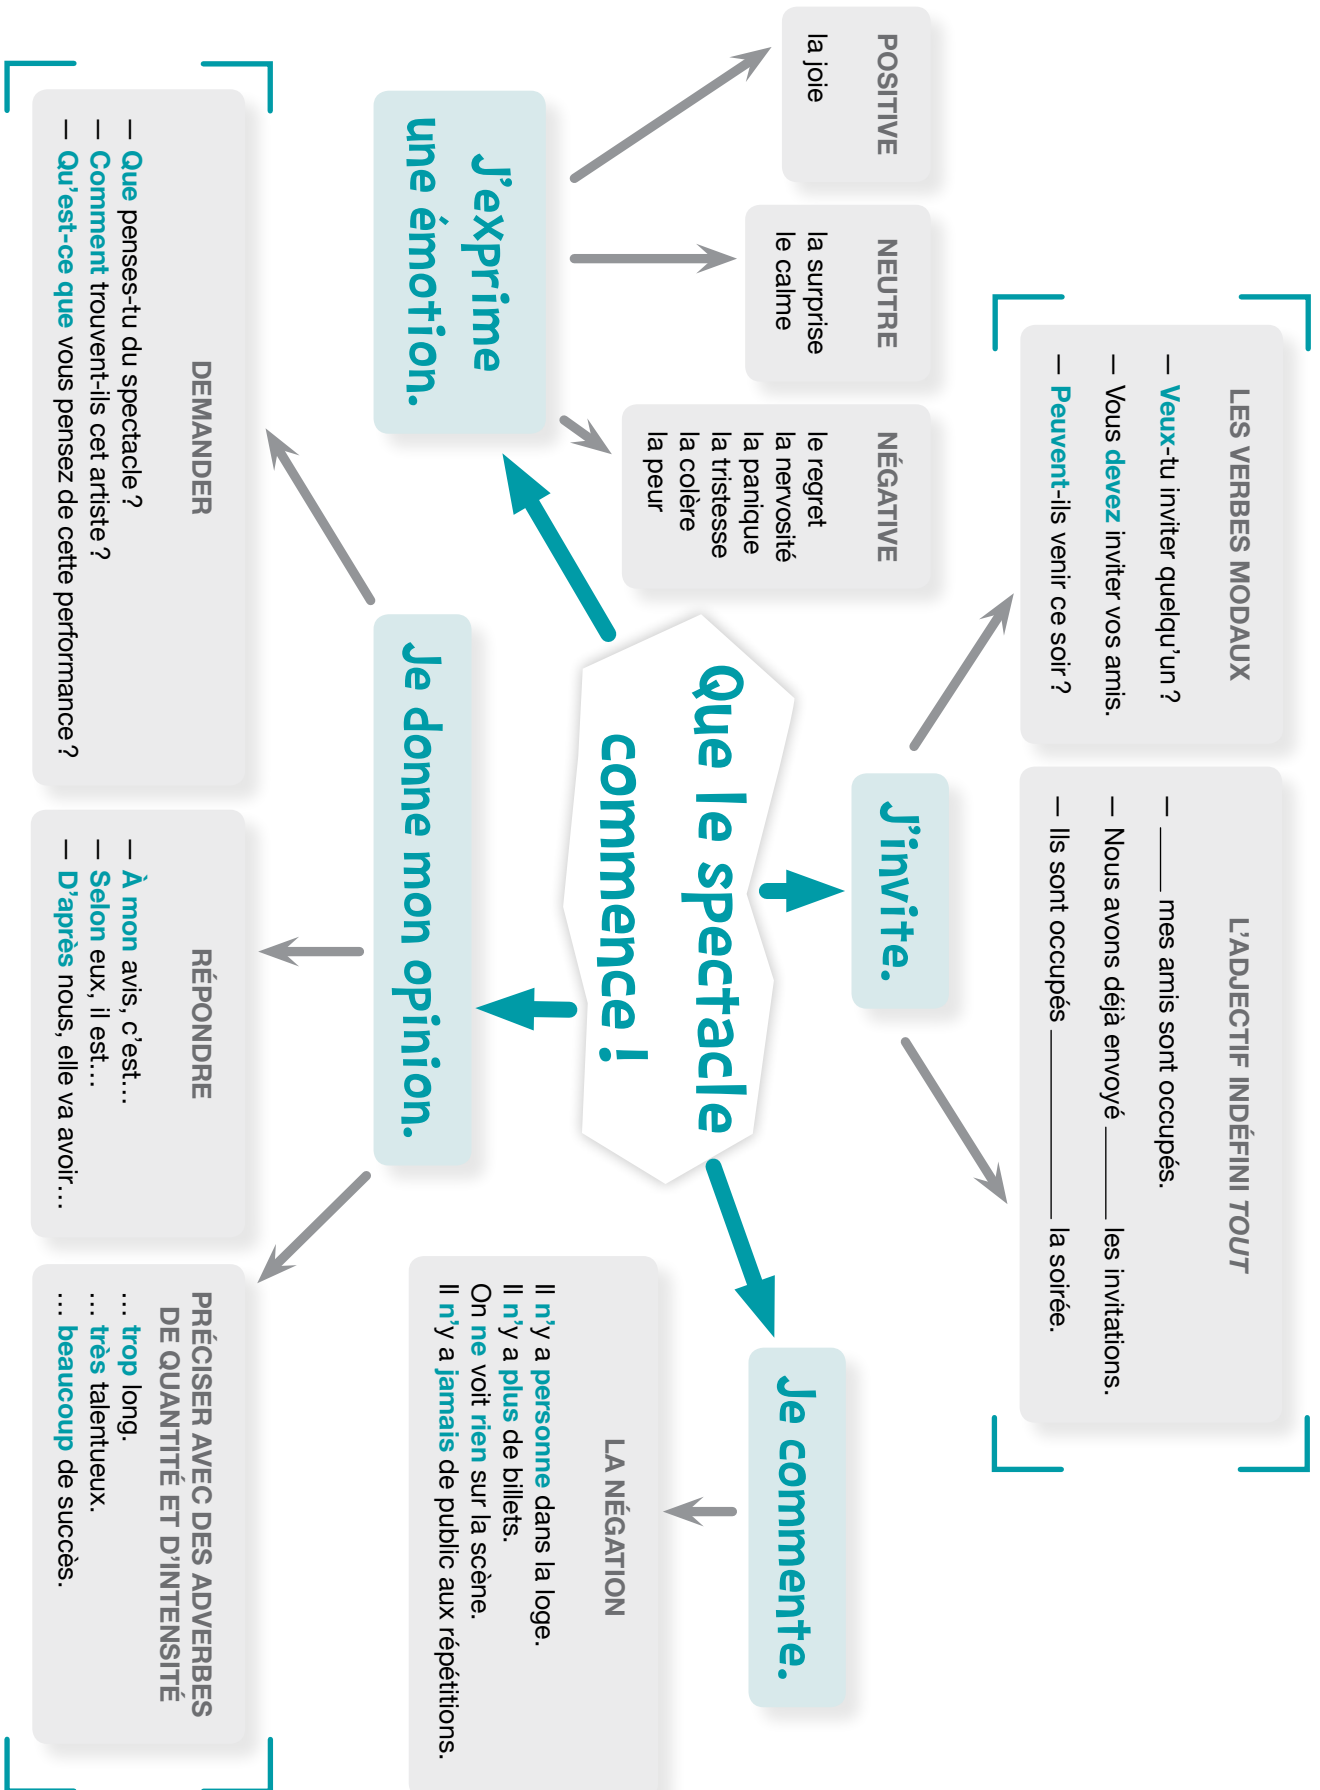 LES VERBES MODAUX
— Veux-tu inviter quelqu'un ?
— Vous devez inviter vos amis.
— Peuvent-ils venir ce soir ?
L'ADJECTIF INDÉFINI TOUT
— ____ mes amis sont occupés.
— Nous avons déjà envoyé ______ les invitations.
— Ils sont occupés ____________ la soirée.
POSITIVE
la joie
NEUTRE
la surprise
le calme
NÉGATIVE
le regret
la nervosité
la panique
la tristesse
la colère
la peur
J'invite.
Je commente.
Que le spectacle
commence !
J'exprime
une émotion.
LA NÉGATION
Il n'y a personne dans la loge.
Il n'y a plus de billets.
On ne voit rien sur la scène.
Il n'y a jamais de public aux répétitions.
Je donne mon opinion.
DEMANDER
— Que penses-tu du spectacle ?
— Comment trouvent-ils cet artiste ?
— Qu'est-ce que vous pensez de cette performance ?
RÉPONDRE
— À mon avis, c'est…
— Selon eux, il est…
— D'après nous, elle va avoir…
PRÉCISER AVEC DES ADVERBES
DE QUANTITÉ ET D'INTENSITÉ
… trop long.
… très talentueux.
… beaucoup de succès.